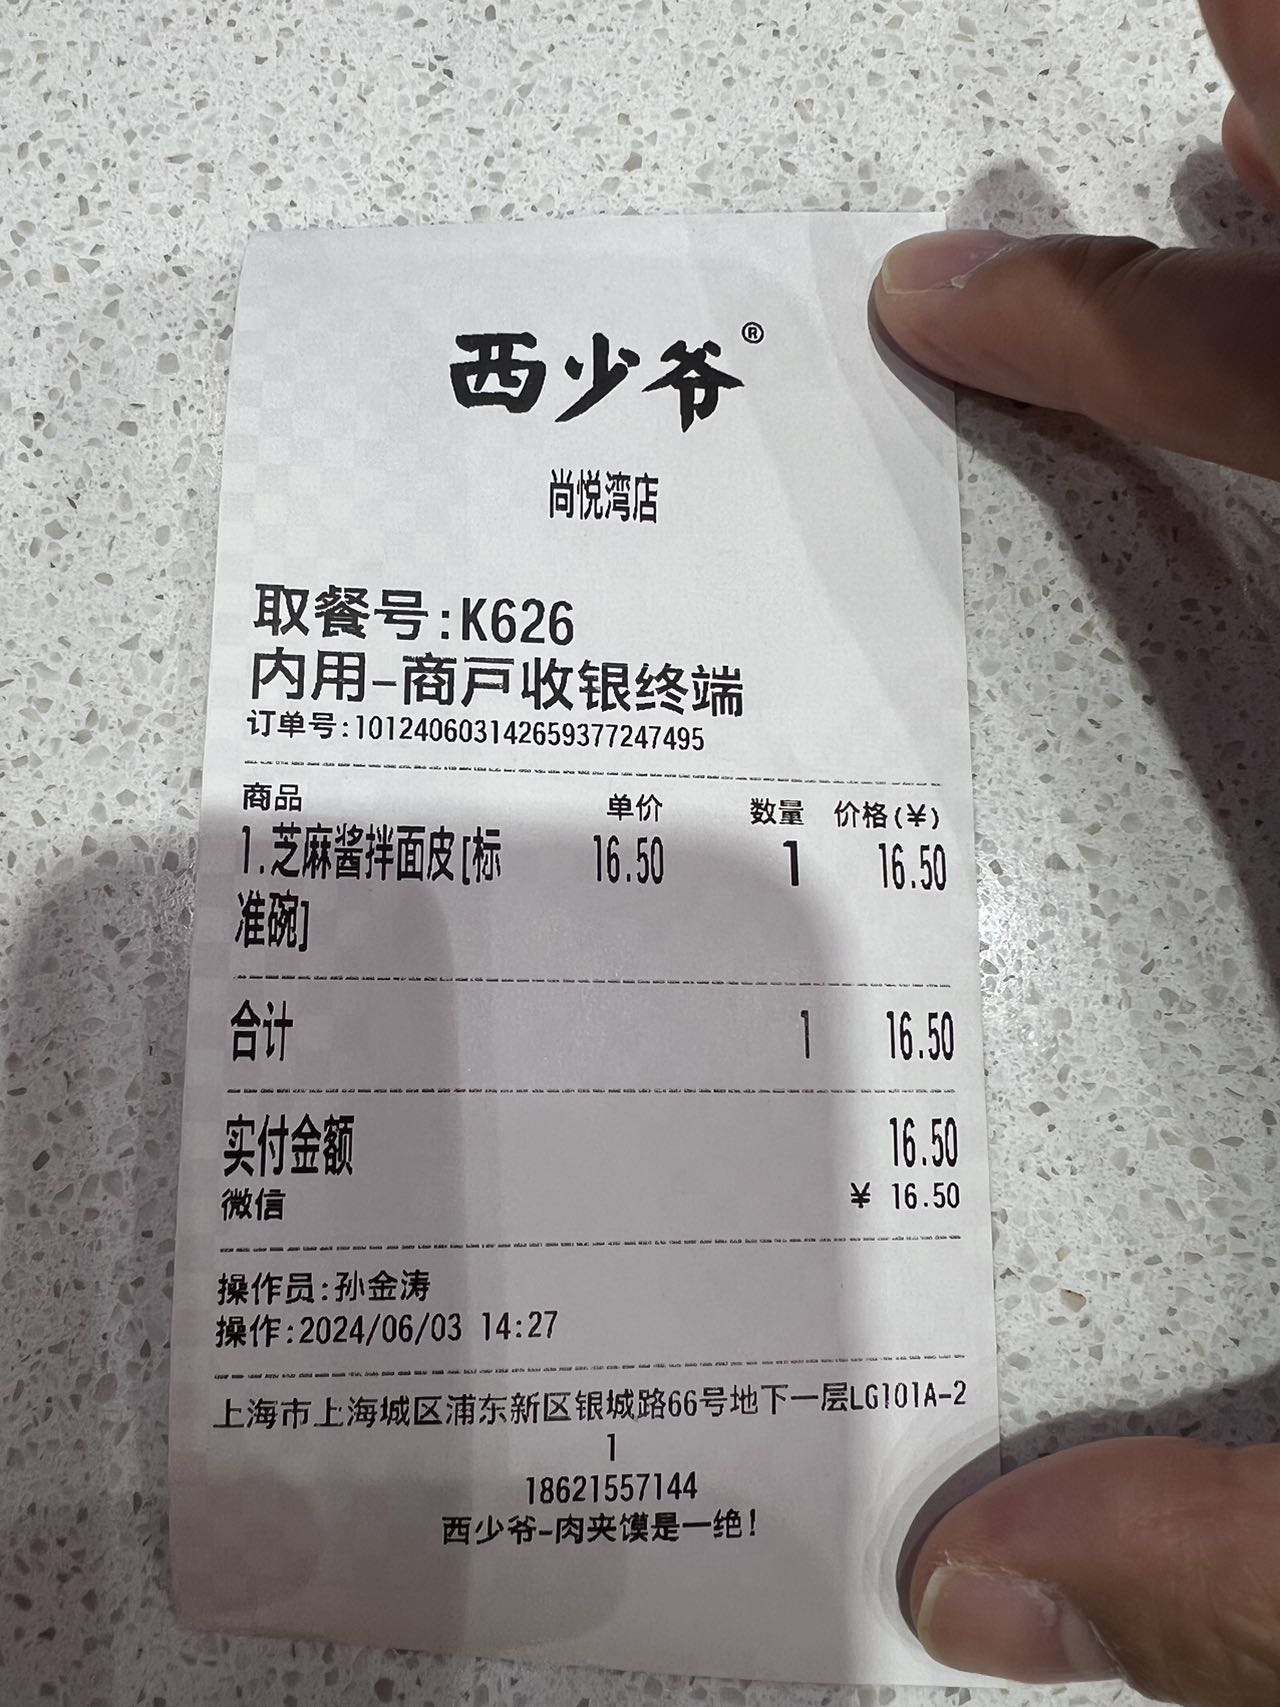 西少爷®
尚悦湾店
取餐号:K626
内用-商户收银终端
订单号:101240603142659377247495
商品 单价 数量 价格(¥)
1.芝麻酱拌面皮[标 16.50 1 16.50
准碗]
合计 1 16.50
实付金额 16.50
微信 ¥ 16.50
操作员:孙金涛
操作:2024/06/03 14:27
上海市上海城区浦东新区银城路66号地下一层LG101A-2
1
18621557144
西少爷-肉夹馍是一绝!